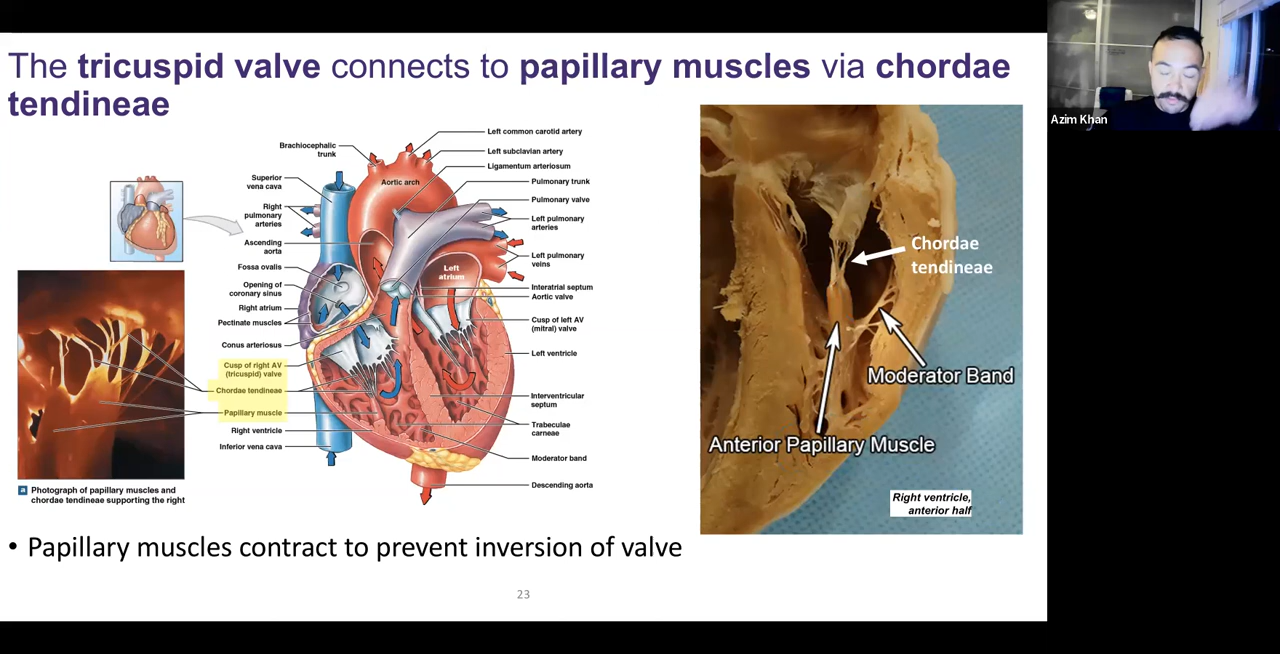 The tricuspid valve connects to papillary muscles via chordae
tendineae
Azim Khan
Brachiocephalic
trunk
Superior
vena cava
Right
pulmonary
arteries
Ascending
aorta
Fossa ovalis
Opening of
coronary sinus
Right atrium
Pectinate muscles
Conus arteriosus
Cusp of right AV
(tricuspid) valve
Chordae tendineae
Papillary muscle
Right ventricle
Inferior vena cava
Aortic arch
Left
atrium
Left common carotid artery
Left subclavian artery
Ligamentum arteriosum
Pulmonary trunk
Pulmonary valve
Left pulmonary
arteries
Left pulmonary
veins
Interatrial septum
Aortic valve
Cusp of left AV
(mitral) valve
Left ventricle
Interventricular
septum
Trabeculae
carneae
Moderator band
Descending aorta
a Photograph of papillary muscles and
chordae tendineae supporting the right
Chordae
tendineae
Moderator Band
Anterior Papillary Muscle
Right ventricle,
anterior half
• Papillary muscles contract to prevent inversion of valve
23